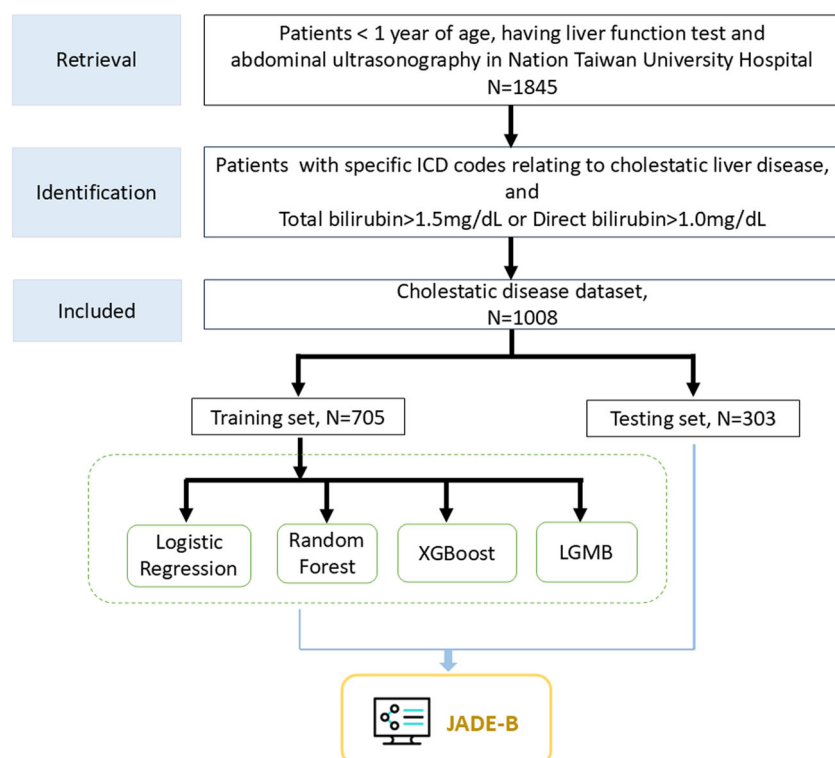 Retrieval
Patients < 1 year of age, having liver function test and
abdominal ultrasonography in Nation Taiwan University Hospital
N=1845
Identification
Patients with specific ICD codes relating to cholestatic liver disease,
and
Total bilirubin>1.5mg/dL or Direct bilirubin>1.0mg/dL
Included
Cholestatic disease dataset,
N=1008
Training set, N=705
Testing set, N=303
Logistic
Regression
Random
Forest
XGBoost
LGMB
JADE-B